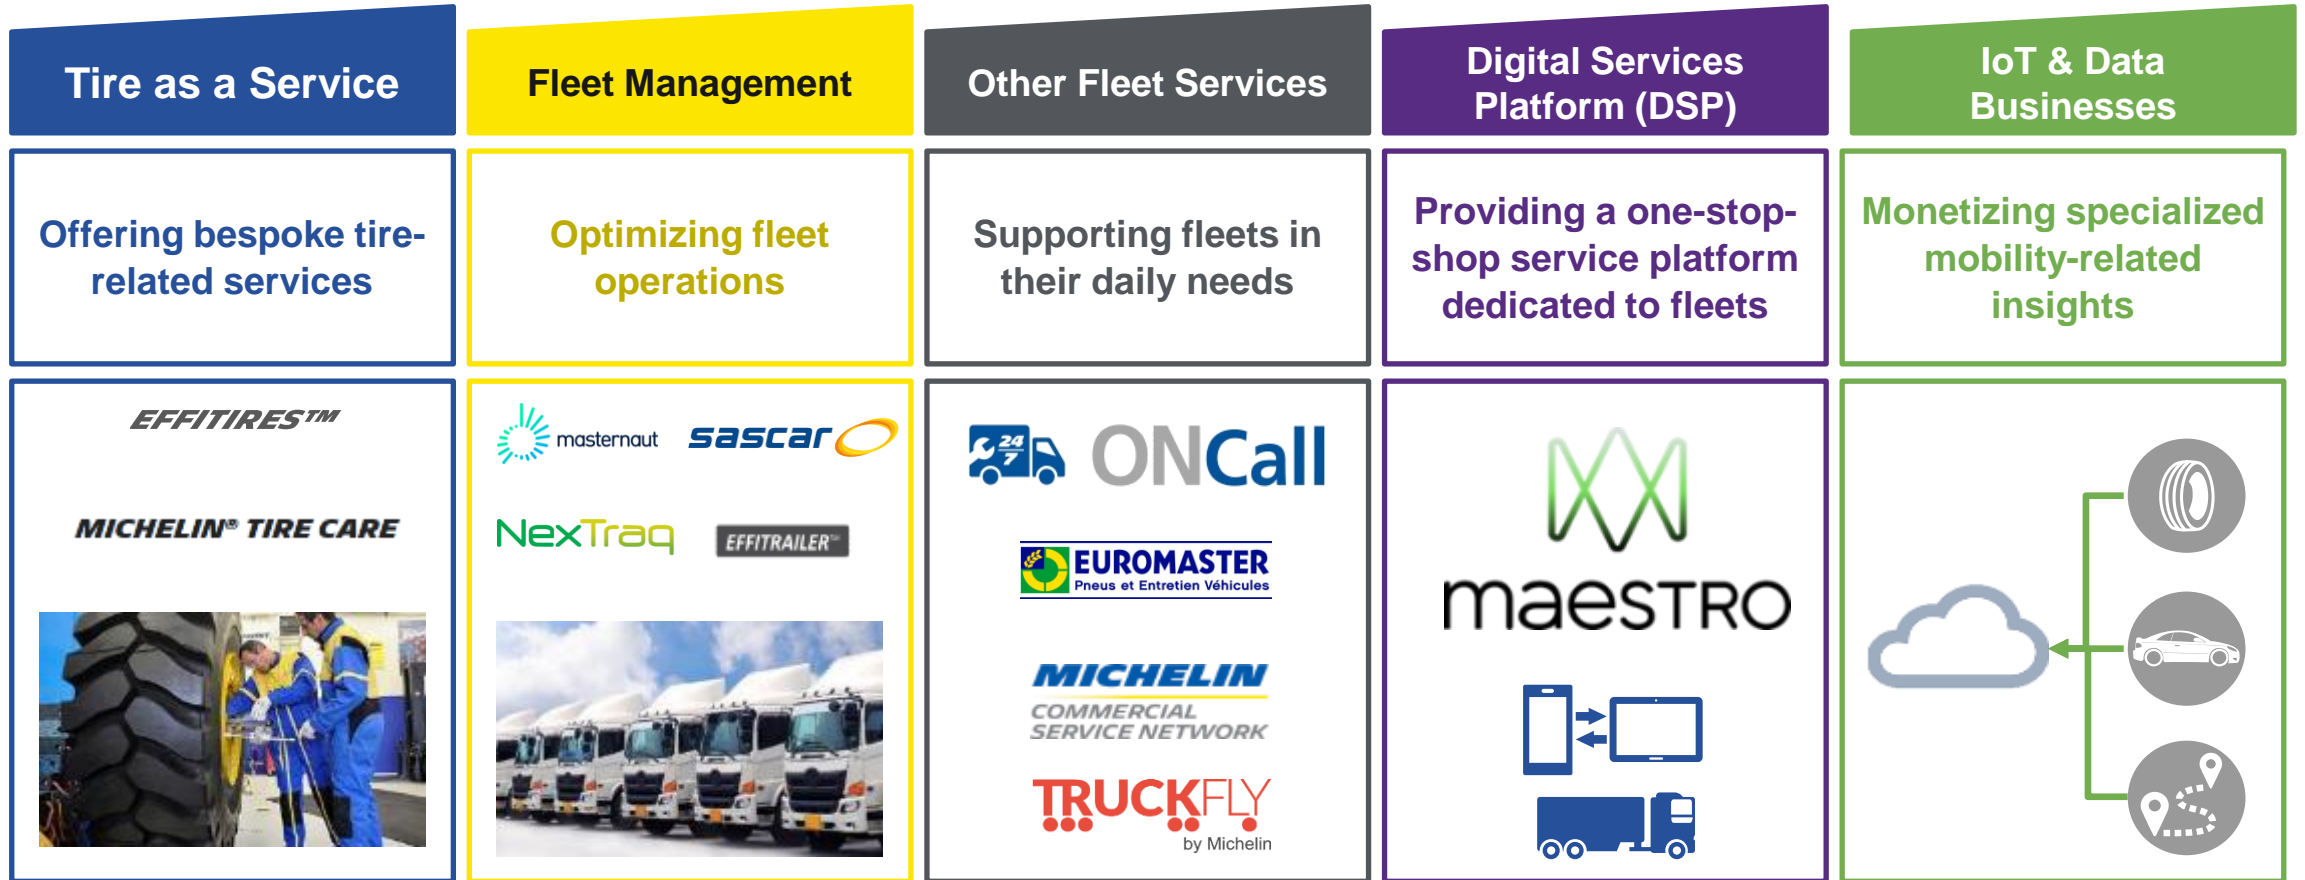 Tire as a Service
Fleet Management
Other Fleet Services
Digital Services
Platform (DSP)
IoT & Data
Businesses
Offering bespoke tire-
related services
Optimizing fleet
operations
Supporting fleets in
their daily needs
Providing a one-stop-
shop service platform
dedicated to fleets
Monetizing specialized
mobility-related
insights
EFFITIRES™
MICHELIN® TIRE CARE
masternaut
sascar
NexTraq
EFFITRAILER™
24
7
ONCall
EUROMASTER
Pneus et Entretien Véhicules
MICHELIN
COMMERCIAL
SERVICE NETWORK
TRUCKFLY
by Michelin
maeSTRO